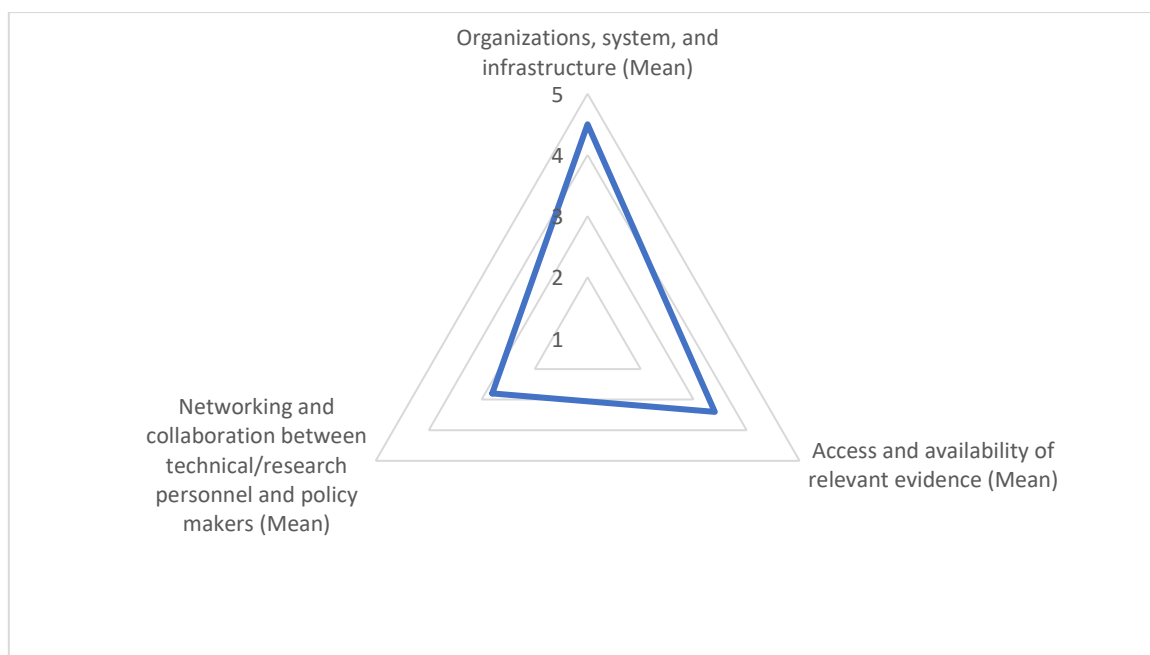 Organizations, system, and
infrastructure (Mean)
5
4
3
2
1
Networking and
collaboration between
technical/research
personnel and policy
makers (Mean)
Access and availability of
relevant evidence (Mean)